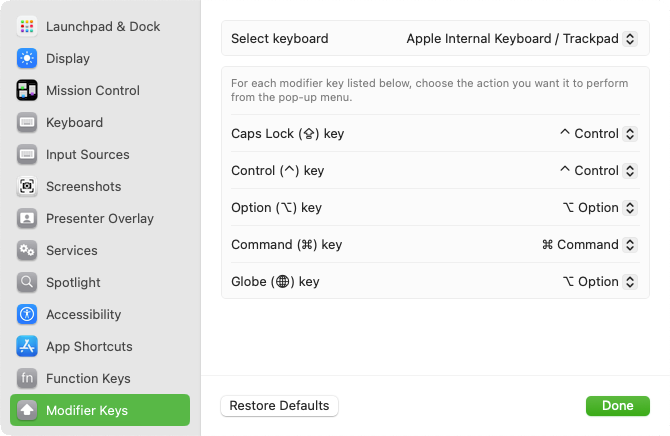 Launchpad & Dock
Display
Mission Control
Keyboard
Input Sources
Screenshots
Presenter Overlay
Services
Spotlight
Accessibility
App Shortcuts
fn Function Keys
Modifier Keys
Select keyboard Apple Internal Keyboard / Trackpad
For each modifier key listed below, choose the action you want it to perform
from the pop-up menu.
Caps Lock (⇪) key ⌃ Control
Control (⌃) key ⌃ Control
Option (⌥) key ⌥ Option
Command (⌘) key ⌘ Command
Globe (🌐︎) key ⌥ Option
Restore Defaults Done